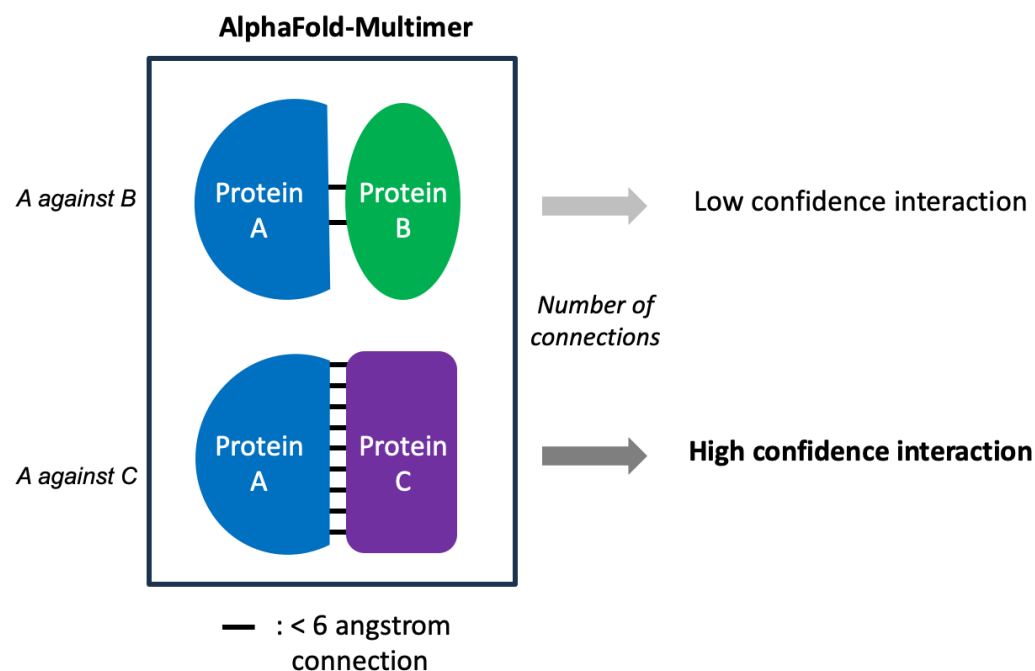 AlphaFold-Multimer
A against B
Protein
A
Protein
B
Low confidence interaction
Number of
connections
A against C
Protein
A
Protein
C
High confidence interaction
: < 6 angstrom
connection